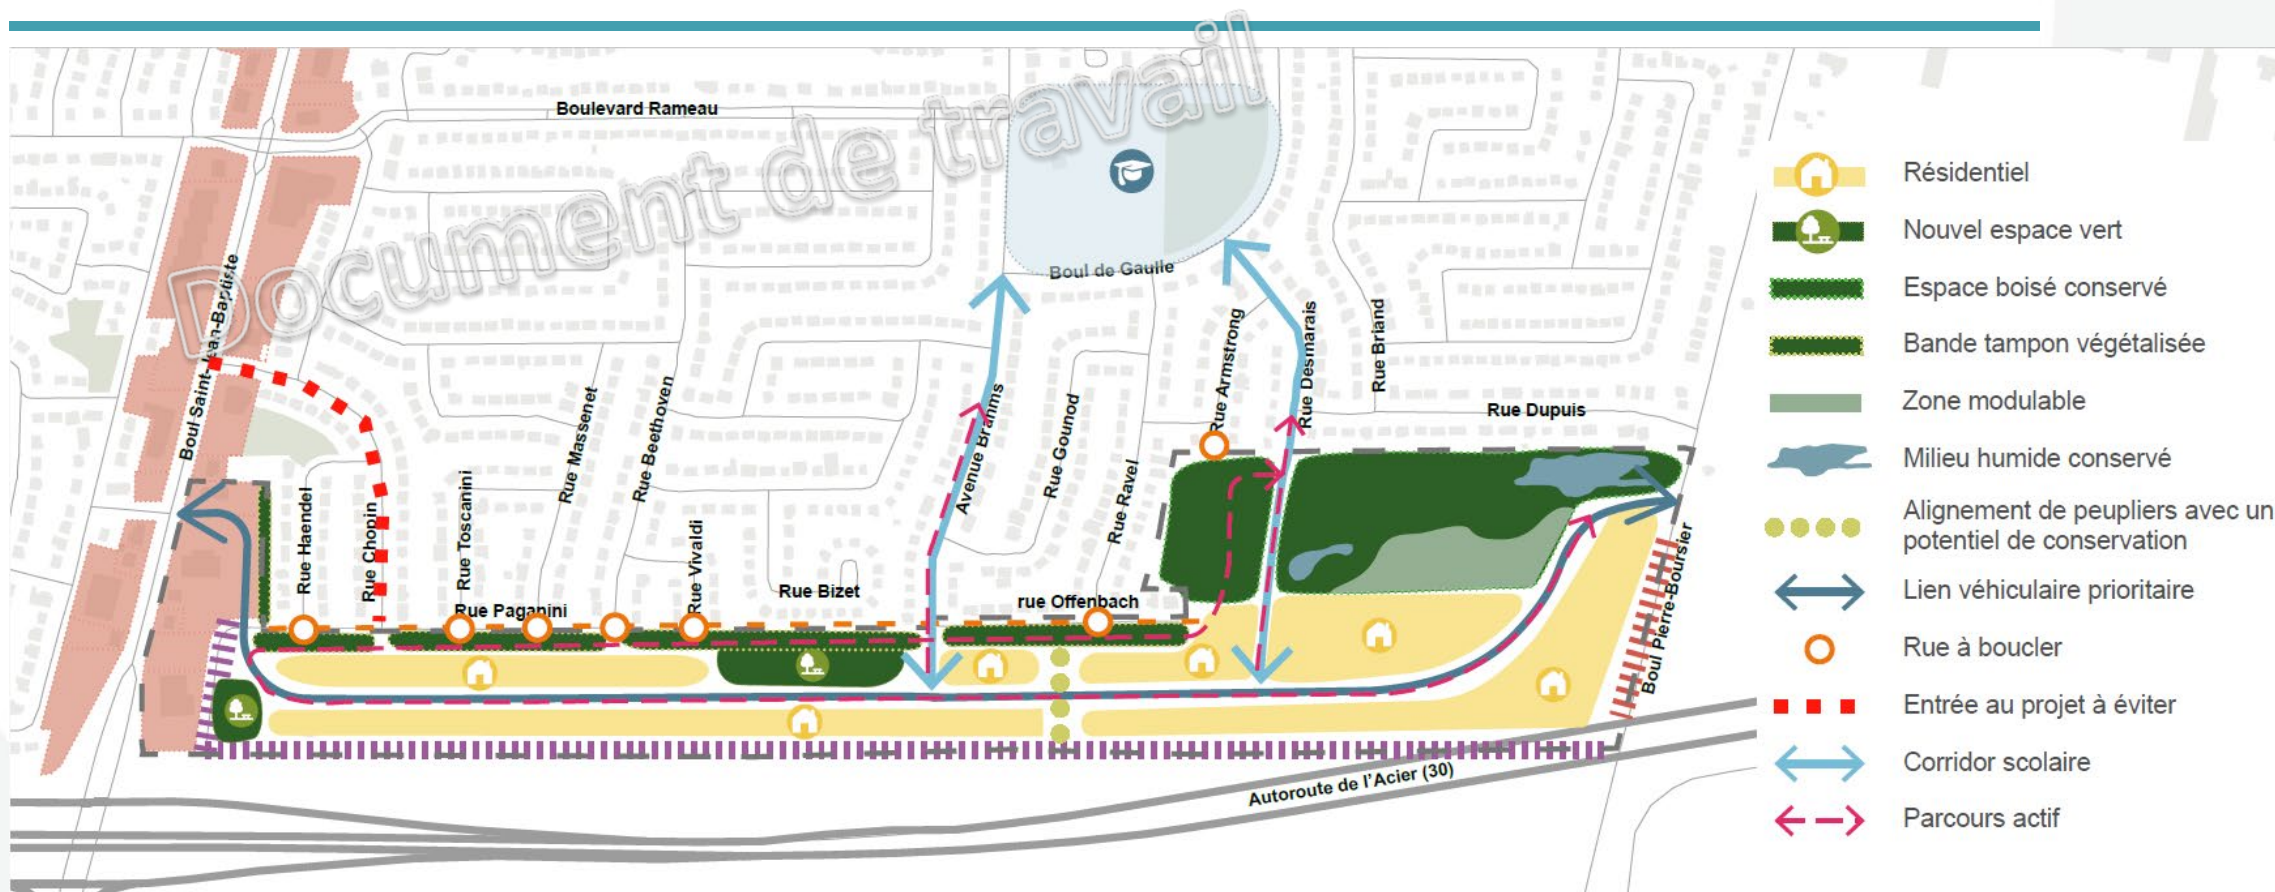 Document de travail
Boulevard Rameau
Boul de Gaulle
Boul Saint-Jean-Baptiste
Rue Haendel
Rue Chopin
Rue Toscanini
Rue Massenet
Rue Beethoven
Rue Vivaldi
Rue Paganini
Rue Bizet
Avenue Brahms
Rue Gounod
Rue Ravel
rue Offenbach
Rue Armstrong
Rue Desmarais
Rue Briand
Rue Dupuis
Boul Pierre-Boursier
Autoroute de l'Acier (30)
Résidentiel
Nouvel espace vert
Espace boisé conservé
Bande tampon végétalisée
Zone modulable
Milieu humide conservé
Alignement de peupliers avec un
potentiel de conservation
Lien véhiculaire prioritaire
Rue à boucler
Entrée au projet à éviter
Corridor scolaire
Parcours actif